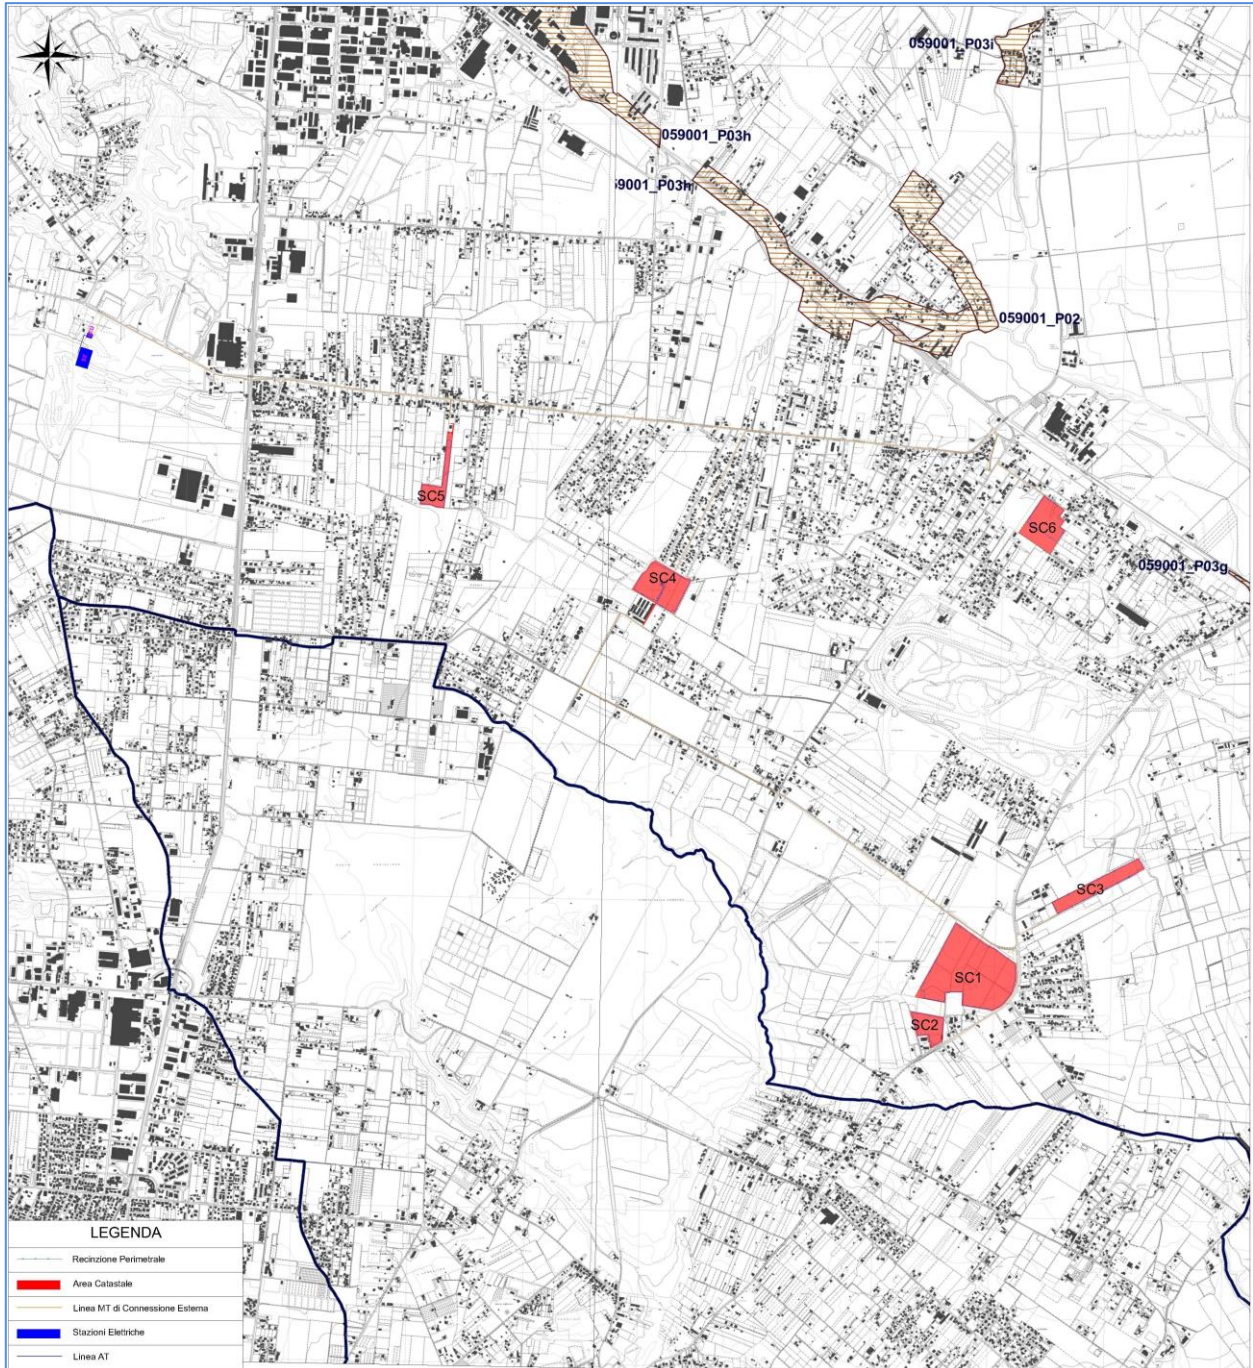 059001_P03i
059001_P03h
59001_P03h
059001_P02
SC5
SC6
SC4
059001_P03g
SC3
SC1
SC2
LEGENDA
Recinzione Perimetrale
Area Catastale
Linea MT di Connessione Esterna
Stazioni Elettriche
Linea AT